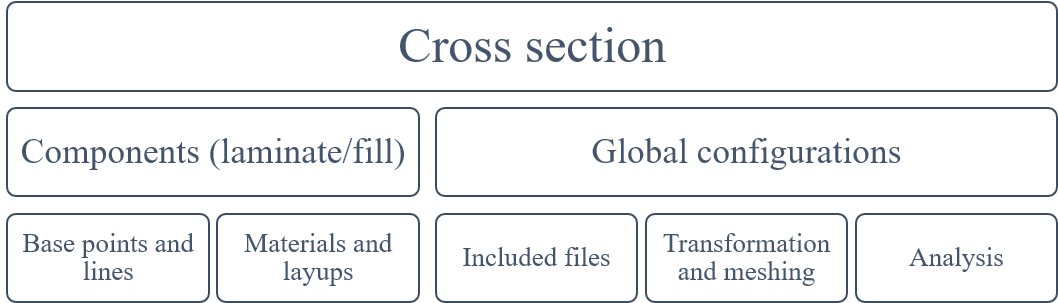 Cross section
Components (laminate/fill)
Global configurations
Base points and
lines
Materials and
layups
Included files
Transformation
and meshing
Analysis